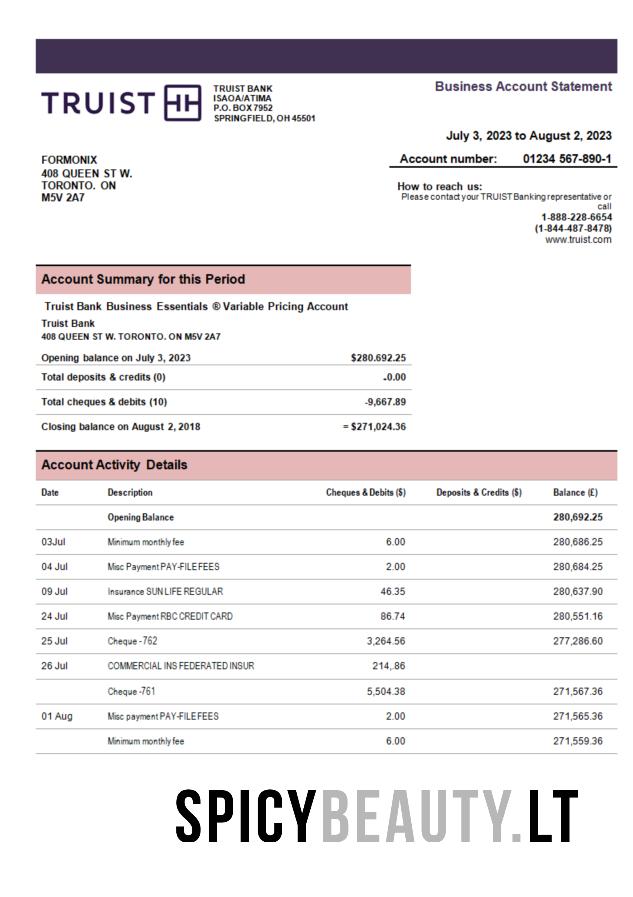 TRUIST
TRUIST BANK
ISAOA/ATIMA
P.O. BOX 7952
SPRINGFIELD, OH 45501
Business Account Statement
July 3, 2023 to August 2, 2023
Account number: 01234 567-890-1
FORMONIX
408 QUEEN ST W.
TORONTO. ON
M5V 2A7
How to reach us:
Please contact your TRUIST Banking representative or
call
1-888-228-6654
(1-844-487-8478)
www.truist.com
Account Summary for this Period
Truist Bank Business Essentials ® Variable Pricing Account
Truist Bank
408 QUEEN ST W. TORONTO. ON M5V 2A7
Opening balance on July 3, 2023 $280.692.25
Total deposits & credits (0) -0.00
Total cheques & debits (10) -9,667.89
Closing balance on August 2, 2018 = $271,024.36
Account Activity Details
Date Description Cheques & Debits ($) Deposits & Credits ($) Balance (£)
Opening Balance 280,692.25
03Jul Minimum monthly fee 6.00 280,686.25
04 Jul Misc Payment PAY-FILE FEES 2.00 280,684.25
09 Jul Insurance SUN LIFE REGULAR 46.35 280,637.90
24 Jul Misc Payment RBC CREDIT CARD 86.74 280,551.16
25 Jul Cheque -762 3,264.56 277,286.60
26 Jul COMMERCIAL INS FEDERATED INSUR 214,.86
Cheque -761 5,504.38 271,567.36
01 Aug Misc payment PAY-FILE FEES 2.00 271,565.36
Minimum monthly fee 6.00 271,559.36
SPICYBEAUTY.LT